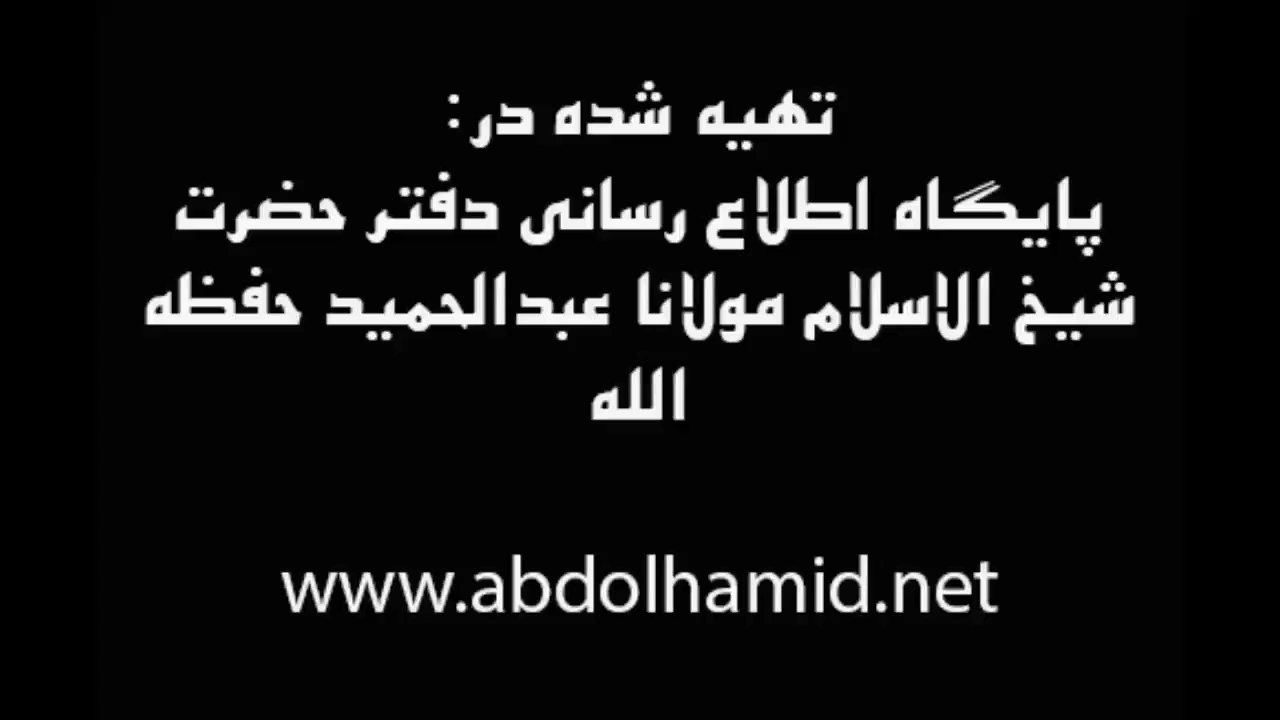 تهیه شده در:
پایگاه اطلاع رسانی دفتر حضرت
شیخ الاسلام مولانا عبدالحمید حفظه
الله
www.abdolhamid.net